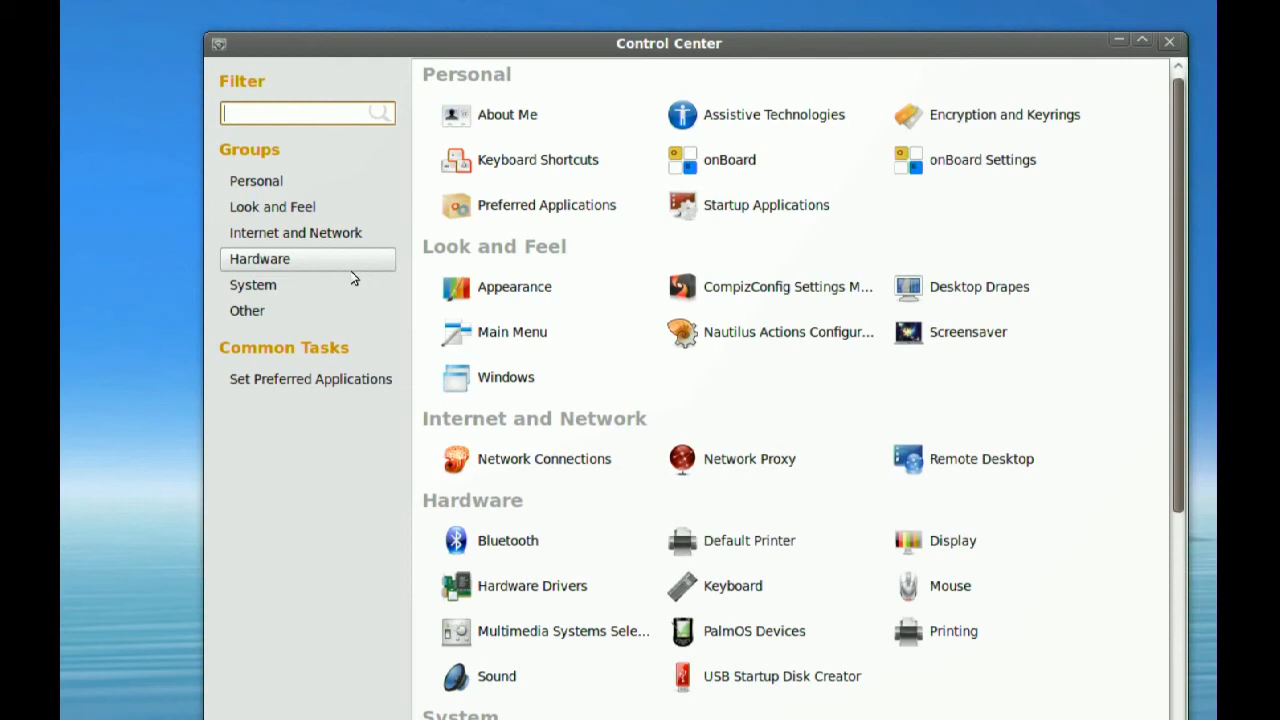 Control Center
Filter
Groups
Personal
Look and Feel
Internet and Network
Hardware
System
Other
Common Tasks
Set Preferred Applications
Personal
About Me Assistive Technologies Encryption and Keyrings
Keyboard Shortcuts onBoard onBoard Settings
Preferred Applications Startup Applications
Look and Feel
Appearance CompizConfig Settings M... Desktop Drapes
Main Menu Nautilus Actions Configur... Screensaver
Windows
Internet and Network
Network Connections Network Proxy Remote Desktop
Hardware
Bluetooth Default Printer Display
Hardware Drivers Keyboard Mouse
Multimedia Systems Sele... PalmOS Devices Printing
Sound USB Startup Disk Creator
System